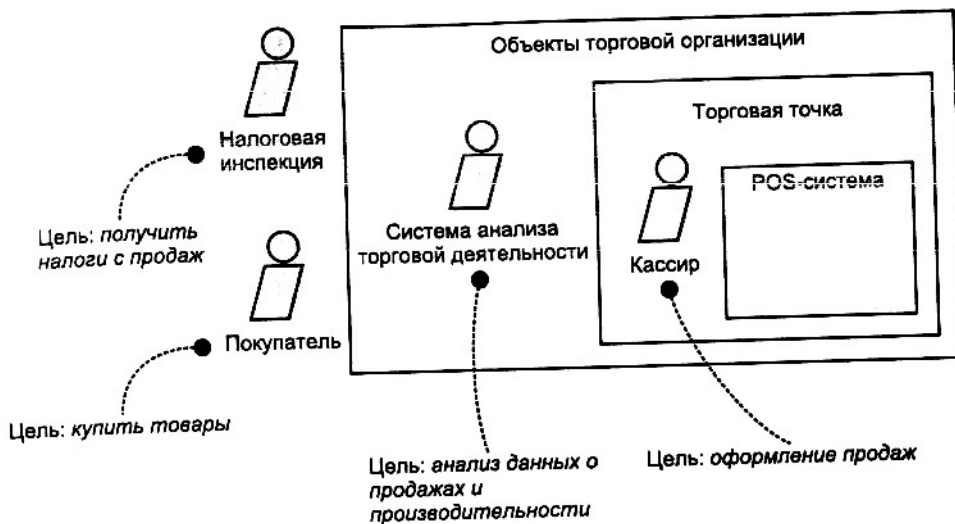 Объекты торговой организации
Торговая точка
POS-система
Налоговая
инспекция
Цель: получить
налоги с продаж
Система анализа
торговой деятельности
Кассир
Покупатель
Цель: купить товары
Цель: анализ данных о
продажах и
производительности
Цель: оформление продаж